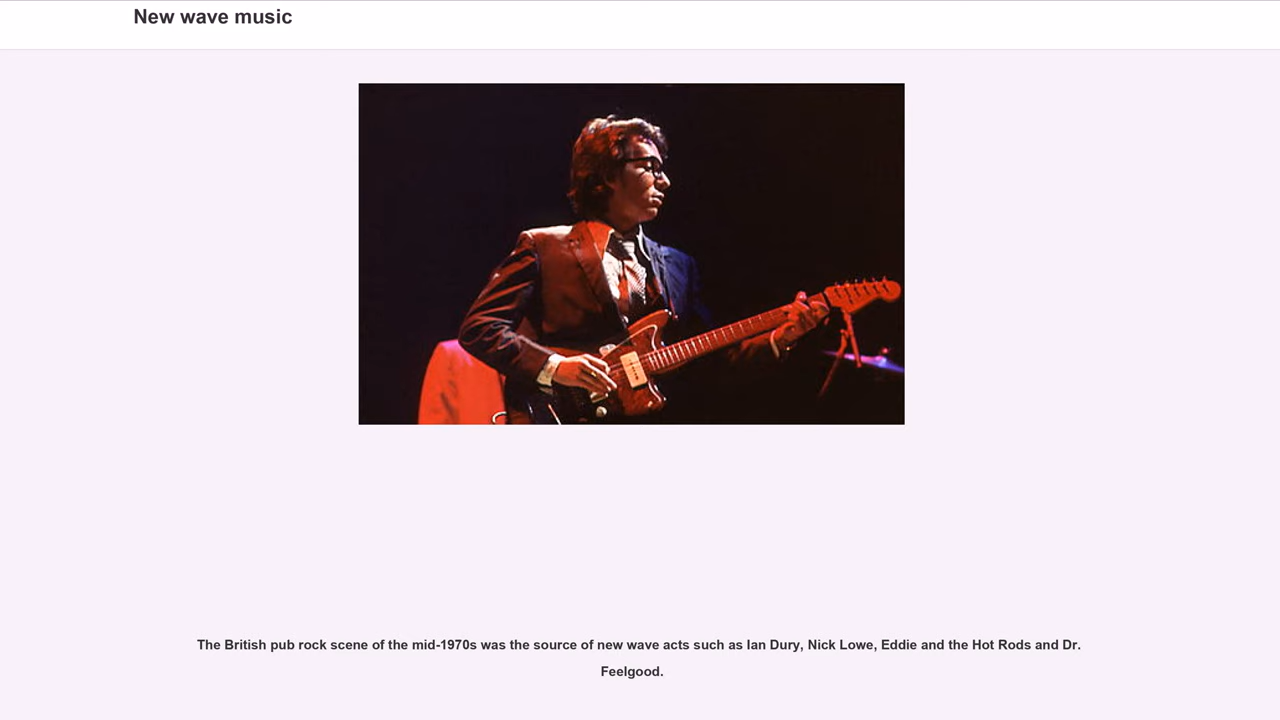 New wave music
The British pub rock scene of the mid-1970s was the source of new wave acts such as Ian Dury, Nick Lowe, Eddie and the Hot Rods and Dr.
Feelgood.